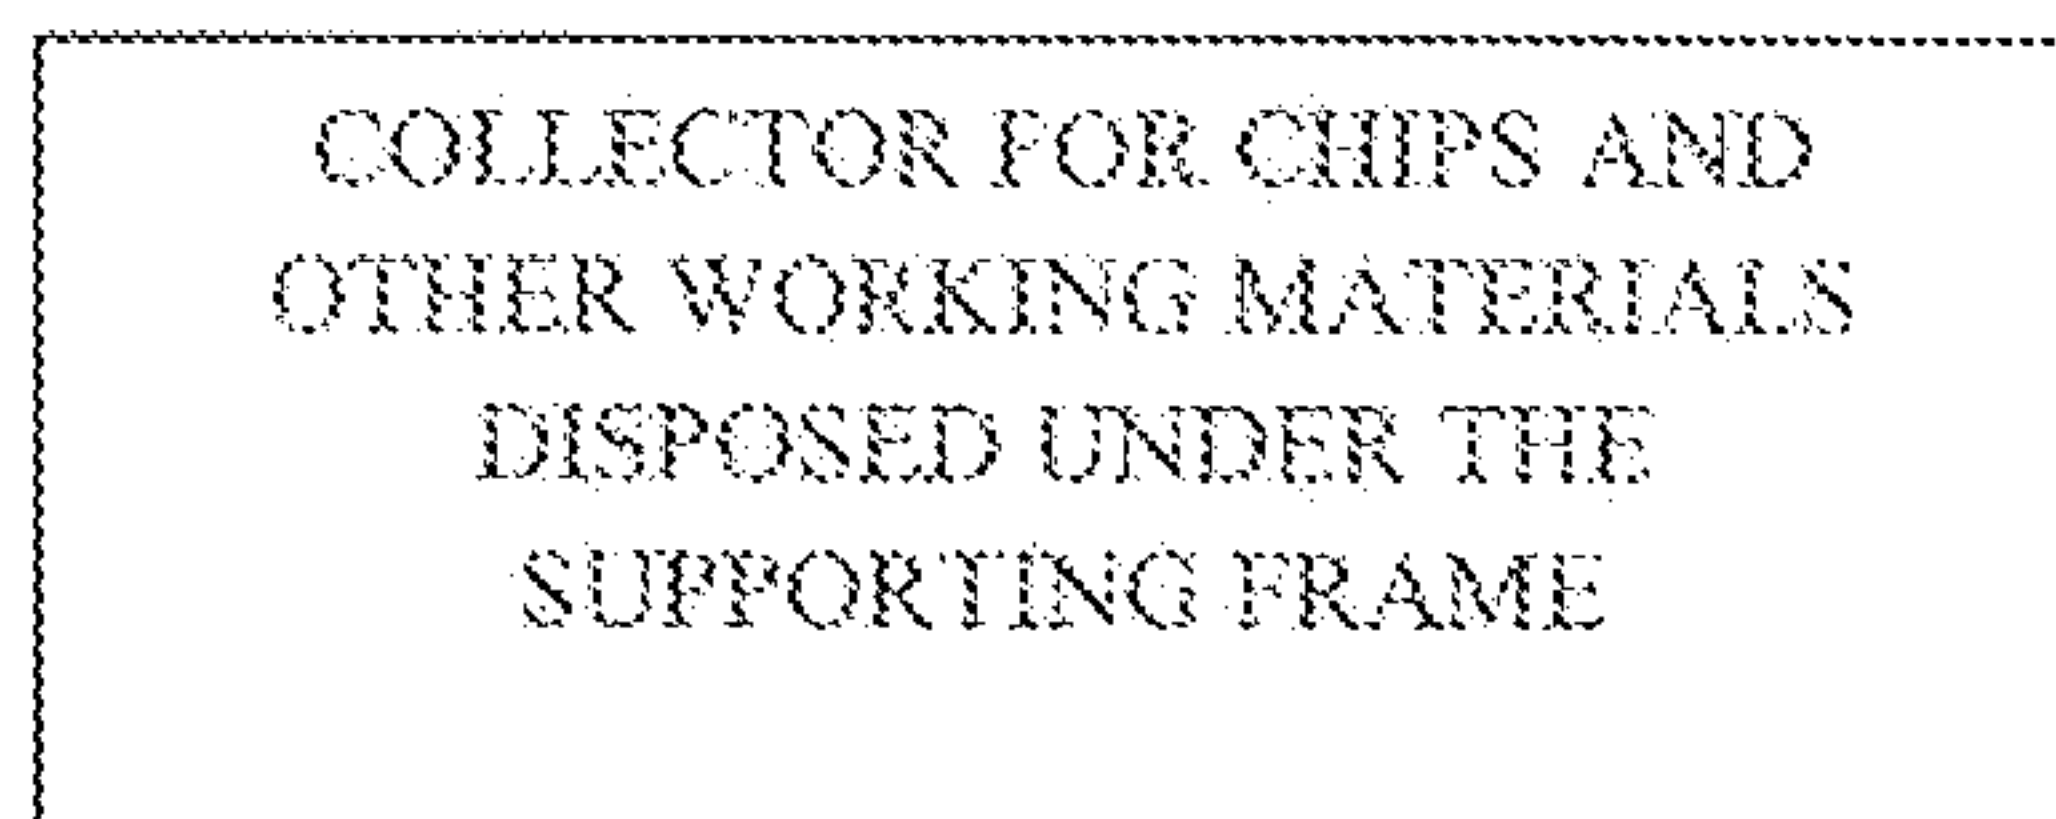 COLLECTOR FOR CHIPS AND
OTHER WORKING MATERIALS
DISPOSED UNDER THE
SUPPORTING FRAME